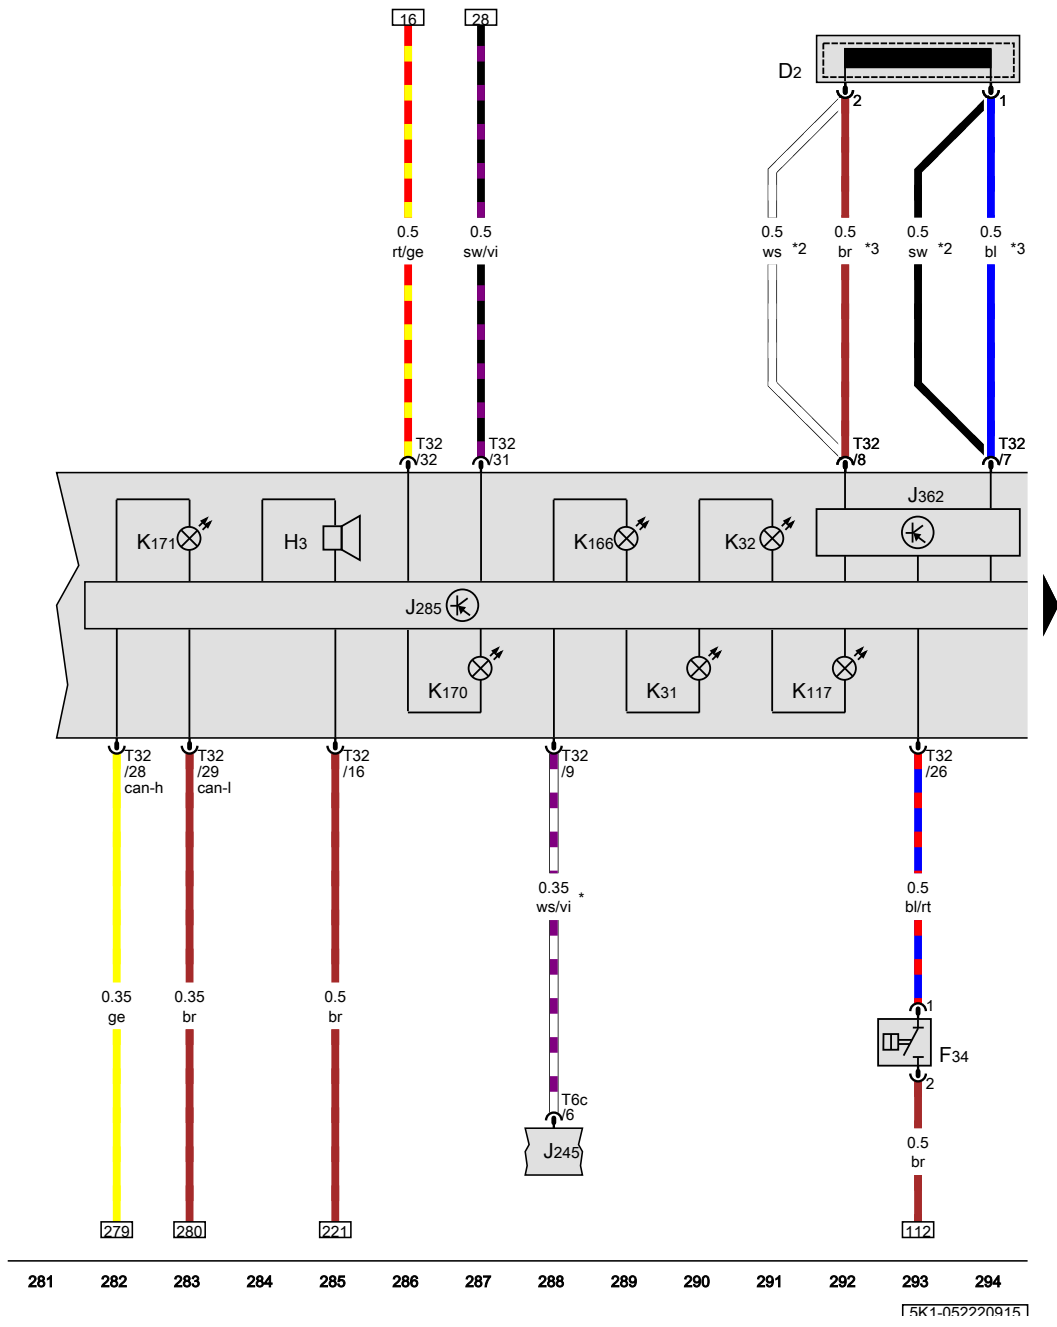 16
28
D2
2
1
0.5
rt/ge
0.5
sw/vi
0.5
ws *2
0.5
br *3
0.5
sw *2
0.5
bl *3
T32
/32
T32
/31
T32
/8
T32
/7
J362
K171
H3
K166
K32
J285
K170
K31
K117
T32
/28
can-h
T32
/29
can-l
T32
/16
T32
/9
T32
/26
0.35
ws/vi *
0.5
bl/rt
0.35
ge
0.35
br
0.5
br
1
F34
2
T6c
/6
J245
0.5
br
279
280
221
112
281 282 283 284 285 286 287 288 289 290 291 292 293 294
5K1-052220915